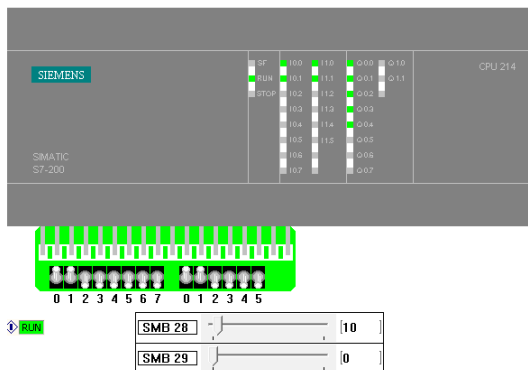 SIEMENS
SIMATIC
S7-200
SF
RUN
STOP
I0.0
I0.1
I0.2
I0.3
I0.4
I0.5
I0.6
I0.7
I1.0
I1.1
I1.2
I1.3
I1.4
I1.5
Q0.0
Q0.1
Q0.2
Q0.3
Q0.4
Q0.5
Q0.6
Q0.7
Q1.0
Q1.1
CPU 214
0 1 2 3 4 5 6 7 0 1 2 3 4 5
RUN
SMB 28 [10 ]
SMB 29 [0 ]